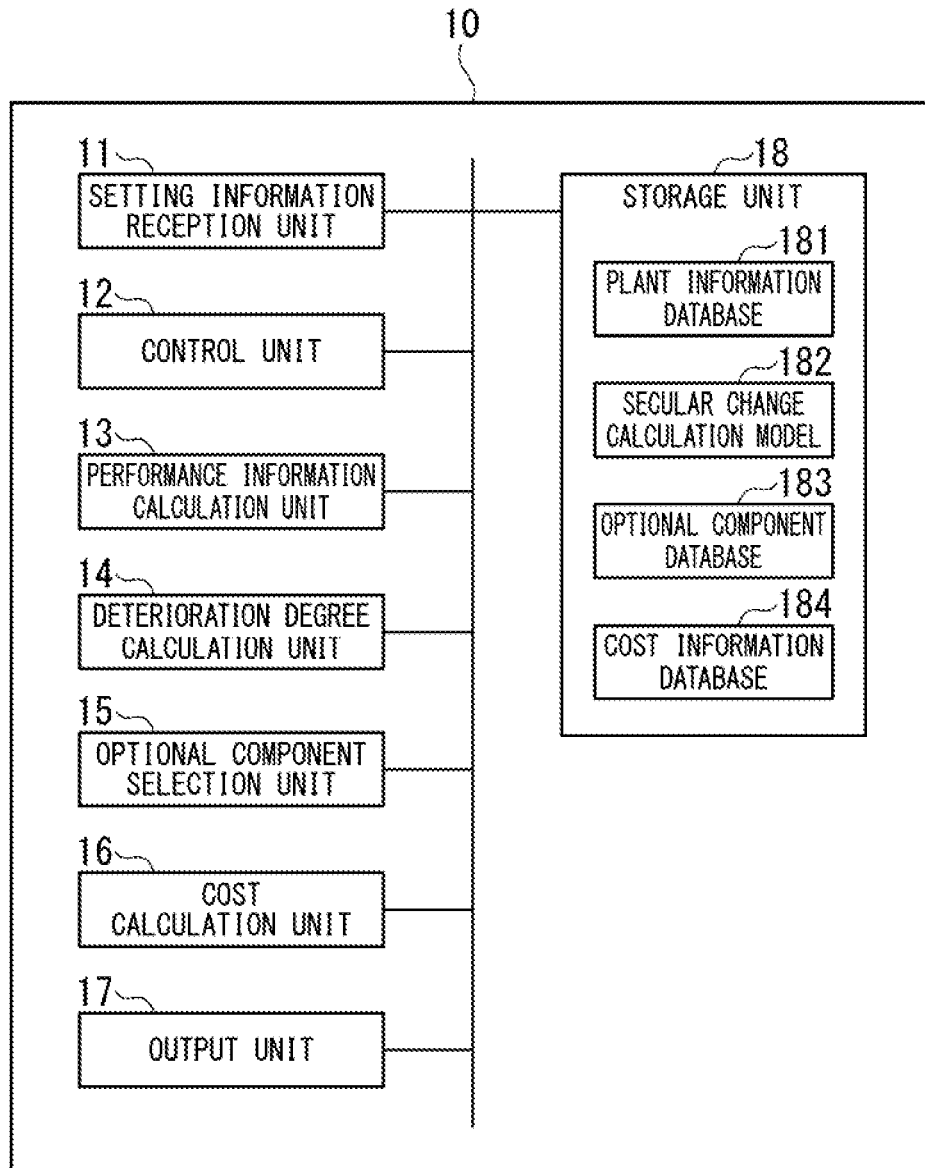 10
11
SETTING INFORMATION
RECEPTION UNIT
12
CONTROL UNIT
13
PERFORMANCE INFORMATION
CALCULATION UNIT
14
DETERIORATION DEGREE
CALCULATION UNIT
15
OPTIONAL COMPONENT
SELECTION UNIT
16
COST
CALCULATION UNIT
17
OUTPUT UNIT
18
STORAGE UNIT
181
PLANT INFORMATION
DATABASE
182
SECULAR CHANGE
CALCULATION MODEL
183
OPTIONAL COMPONENT
DATABASE
184
COST INFORMATION
DATABASE